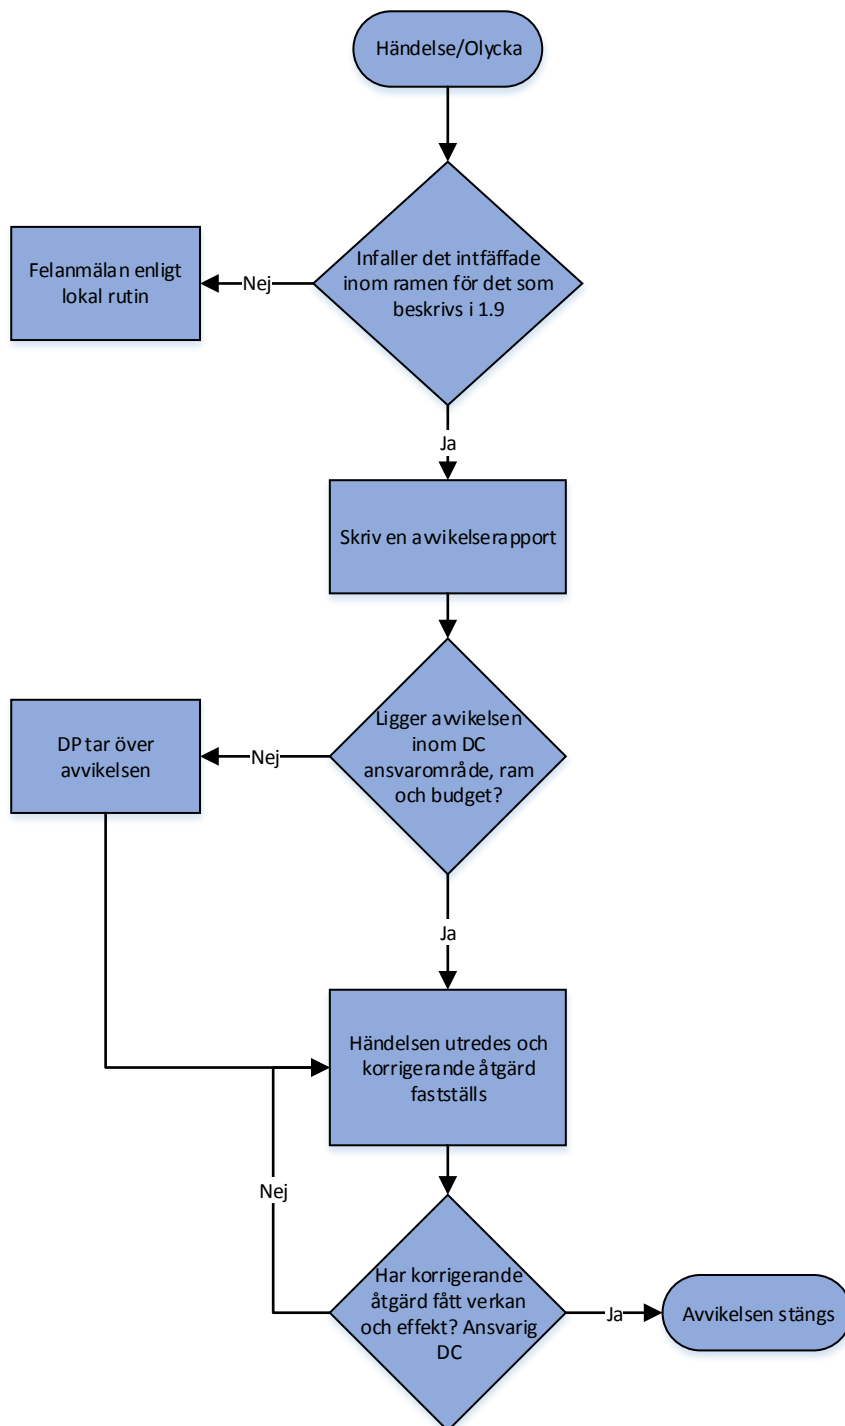 Händelse/Olycka
Infaller det intfäffade
inom ramen för det som
beskrivs i 1.9
Nej
Felanmälan enligt
lokal rutin
Ja
Skriv en avvikelserapport
Ligger avvikelsen
inom DC
ansvarområde, ram
och budget?
Nej
DP tar över
avvikelsen
Ja
Händelsen utredes och
korrigerande åtgärd
fastställs
Nej
Har korrigerande
åtgärd fått verkan
och effekt? Ansvarig
DC
Ja
Avvikelsen stängs